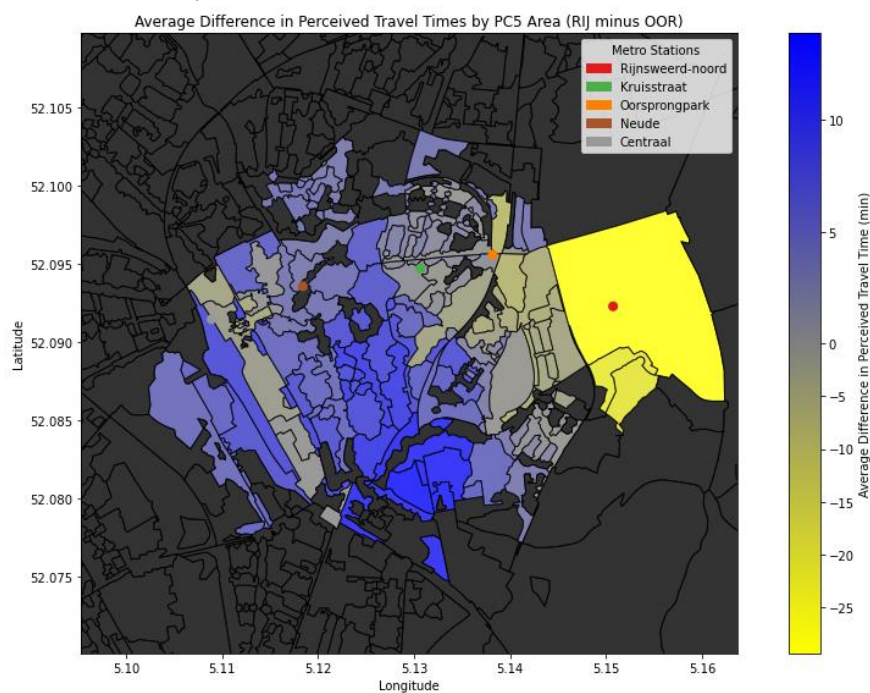 Average Difference in Perceived Travel Times by PC5 Area (RIJ minus OOR)
Metro Stations
Rijnsweerd-noord
Kruisstraat
Oorsprongpark
Neude
Centraal
52.105
52.100
52.095
52.090
52.085
52.080
52.075
Latitude
5.10 5.11 5.12 5.13 5.14 5.15 5.16
Longitude
10
5
0
−5
−10
−15
−20
−25
Average Difference in Perceived Travel Time (min)